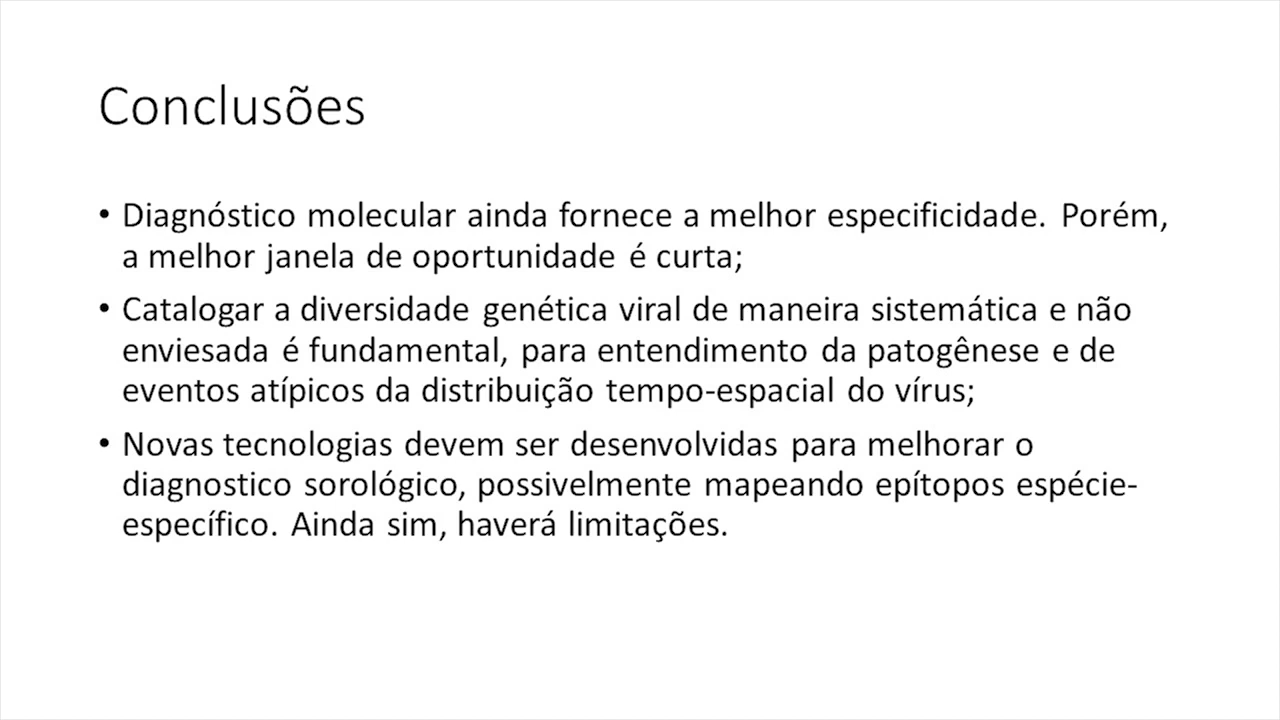 Conclusões
• Diagnóstico molecular ainda fornece a melhor especificidade. Porém,
a melhor janela de oportunidade é curta;
• Catalogar a diversidade genética viral de maneira sistemática e não
enviesada é fundamental, para entendimento da patogênese e de
eventos atípicos da distribuição tempo-espacial do vírus;
• Novas tecnologias devem ser desenvolvidas para melhorar o
diagnostico sorológico, possivelmente mapeando epítopos espécie-
específico. Ainda sim, haverá limitações.